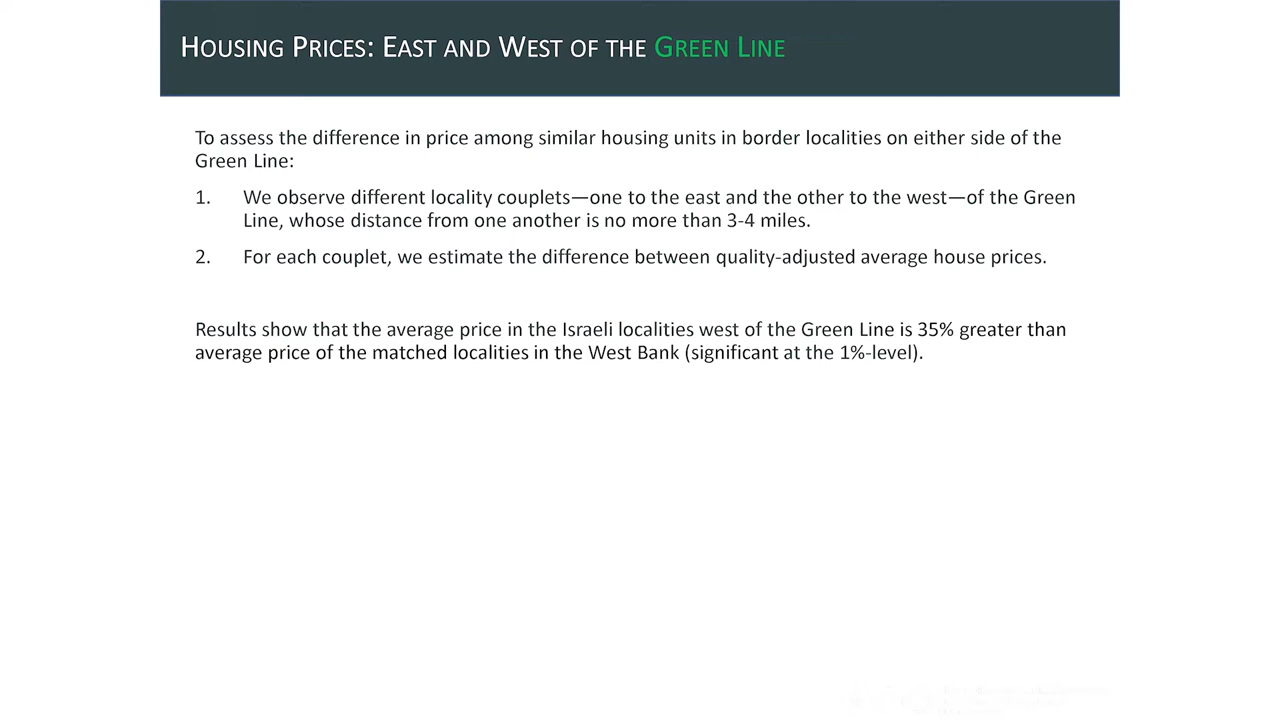 HOUSING PRICES: EAST AND WEST OF THE GREEN LINE
To assess the difference in price among similar housing units in border localities on either side of the
Green Line:
1. We observe different locality couplets—one to the east and the other to the west—of the Green
Line, whose distance from one another is no more than 3-4 miles.
2. For each couplet, we estimate the difference between quality-adjusted average house prices.
Results show that the average price in the Israeli localities west of the Green Line is 35% greater than
average price of the matched localities in the West Bank (significant at the 1%-level).